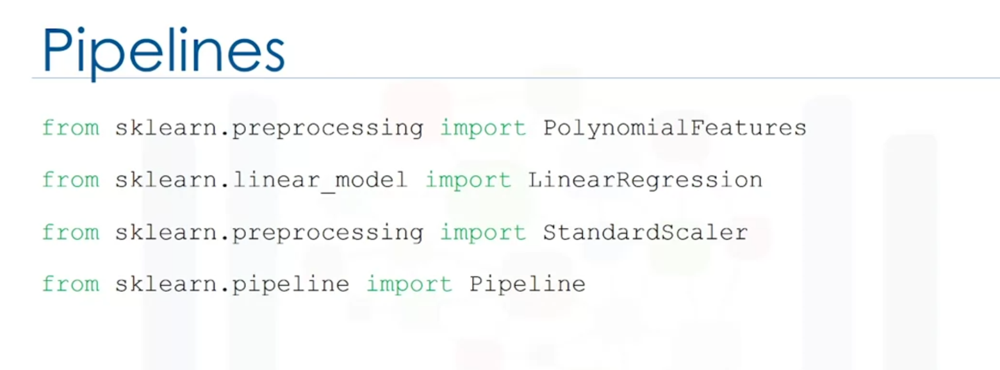 Pipelines
from sklearn.preprocessing import PolynomialFeatures
from sklearn.linear_model import LinearRegression
from sklearn.preprocessing import StandardScaler
from sklearn.pipeline import Pipeline